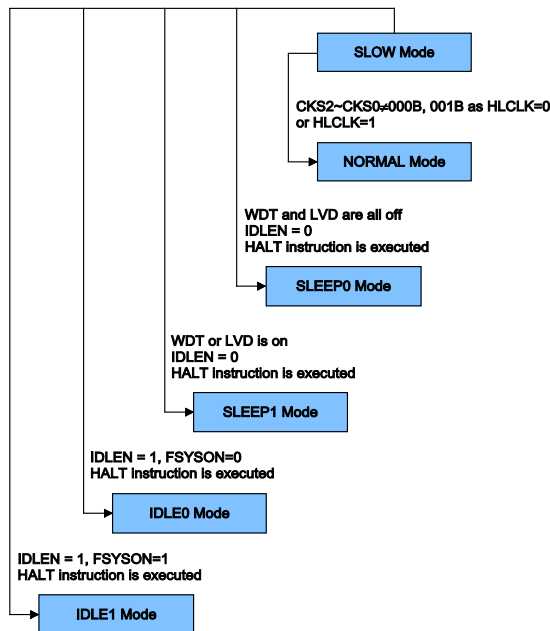 SLOW Mode
CKS2~CKS0≠000B, 001B as HLCLK=0
or HLCLK=1
NORMAL Mode
WDT and LVD are all off
IDLEN = 0
HALT instruction is executed
SLEEP0 Mode
WDT or LVD is on
IDLEN = 0
HALT instruction is executed
SLEEP1 Mode
IDLEN = 1, FSYSON=0
HALT instruction is executed
IDLE0 Mode
IDLEN = 1, FSYSON=1
HALT instruction is executed
IDLE1 Mode